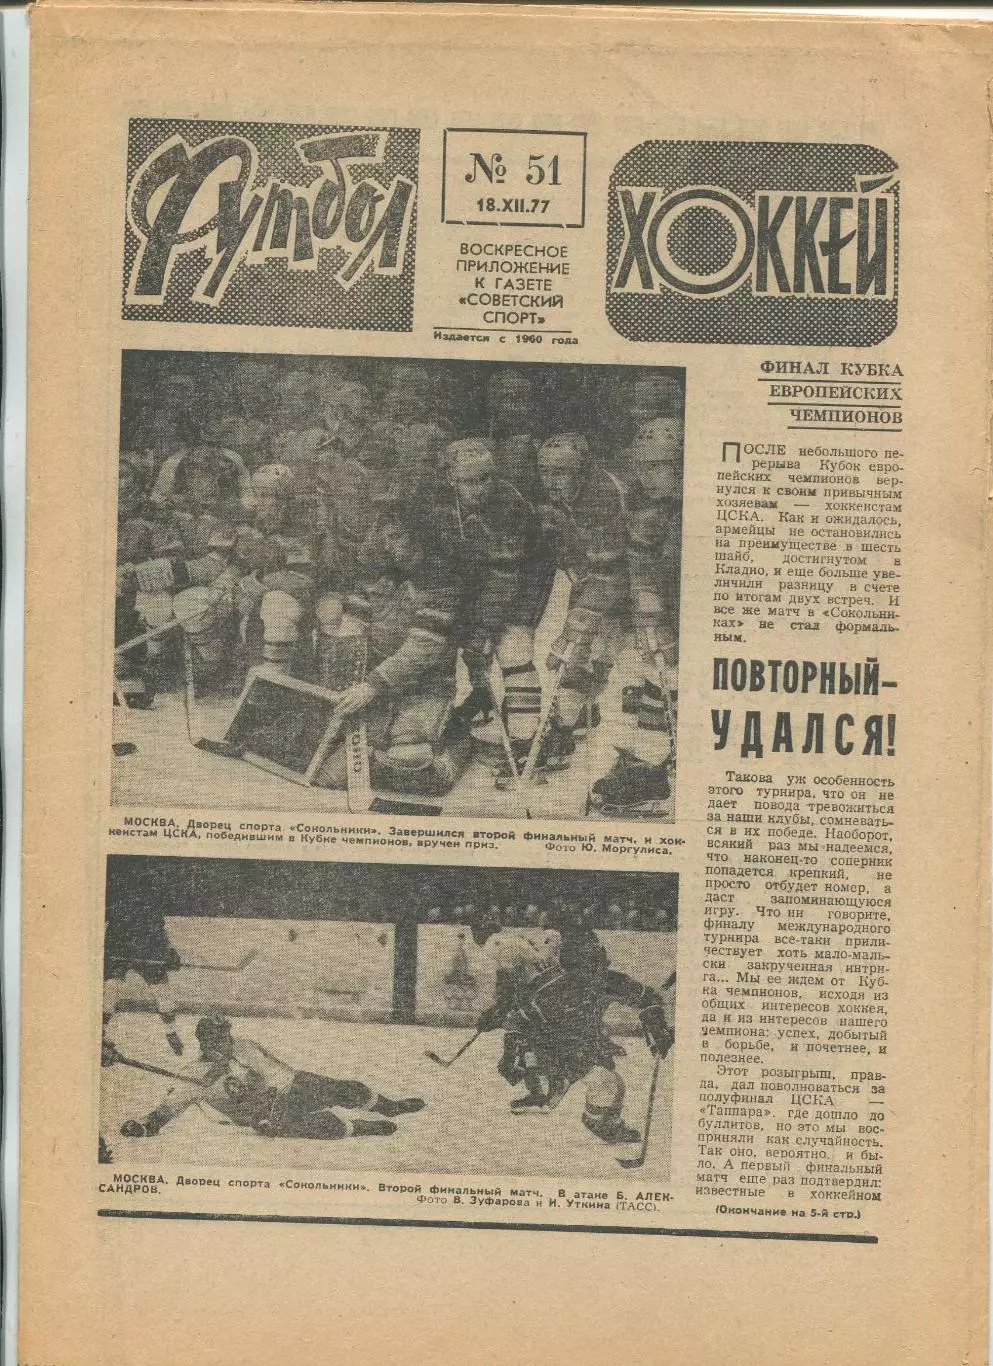 Футбол
№ 51
18.XII.77
ВОСКРЕСНОЕ
ПРИЛОЖЕНИЕ
К ГАЗЕТЕ
«СОВЕТСКИЙ
СПОРТ»
Издается с 1960 года
ХОККЕЙ
МОСКВА. Дворец спорта «Сокольники». Завершился второй финальный матч, и хок-
кеистам ЦСКА, победившим в Кубке чемпионов, вручен приз. Фото Ю. Моргулиса.
МОСКВА. Дворец спорта «Сокольники». Второй финальный матч. В атаке Б. АЛЕК-
САНДРОВ. Фото В. Зуфарова и И. Уткина (ТАСС).
ФИНАЛ КУБКА
ЕВРОПЕЙСКИХ
ЧЕМПИОНОВ
ПОСЛЕ небольшого пе-
рерыва Кубок евро-
пейских чемпионов вер-
нулся к своим привычным
хозяевам — хоккеистам
ЦСКА. Как и ожидалось,
армейцы не остановились
на преимуществе в шесть
шайб, достигнутом в
Кладно, и еще больше уве-
личили разницу в счете
по итогам двух встреч. И
все же матч в «Сокольни-
ках» не стал формаль-
ным.
ПОВТОРНЫЙ-
УДАЛСЯ!
Такова уж особенность
этого турнира, что он не
дает повода тревожиться
за наши клубы, сомневать-
ся в их победе. Наоборот,
всякий раз мы надеемся,
что наконец-то соперник
попадется крепкий, не
просто отбудет номер, а
даст запоминающуюся
игру. Что ни говорите,
финалу международного
турнира все-таки прили-
чествует хоть мало-маль-
ски закрученная интри-
га... Мы ее ждем от Куб-
ка чемпионов, исходя из
общих интересов хоккея,
да и из интересов нашего
чемпиона: успех, добытый
в борьбе, и почетнее, и
полезнее.
Этот розыгрыш, прав-
да, дал поволноваться за
полуфинал ЦСКА —
«Таппара», где дошло до
буллитов, но это мы вос-
приняли как случайность.
Так оно, вероятно, и бы-
ло. А первый финальный
матч еще раз подтвердил:
известные в хоккейном
(Окончание на 5-й стр.)